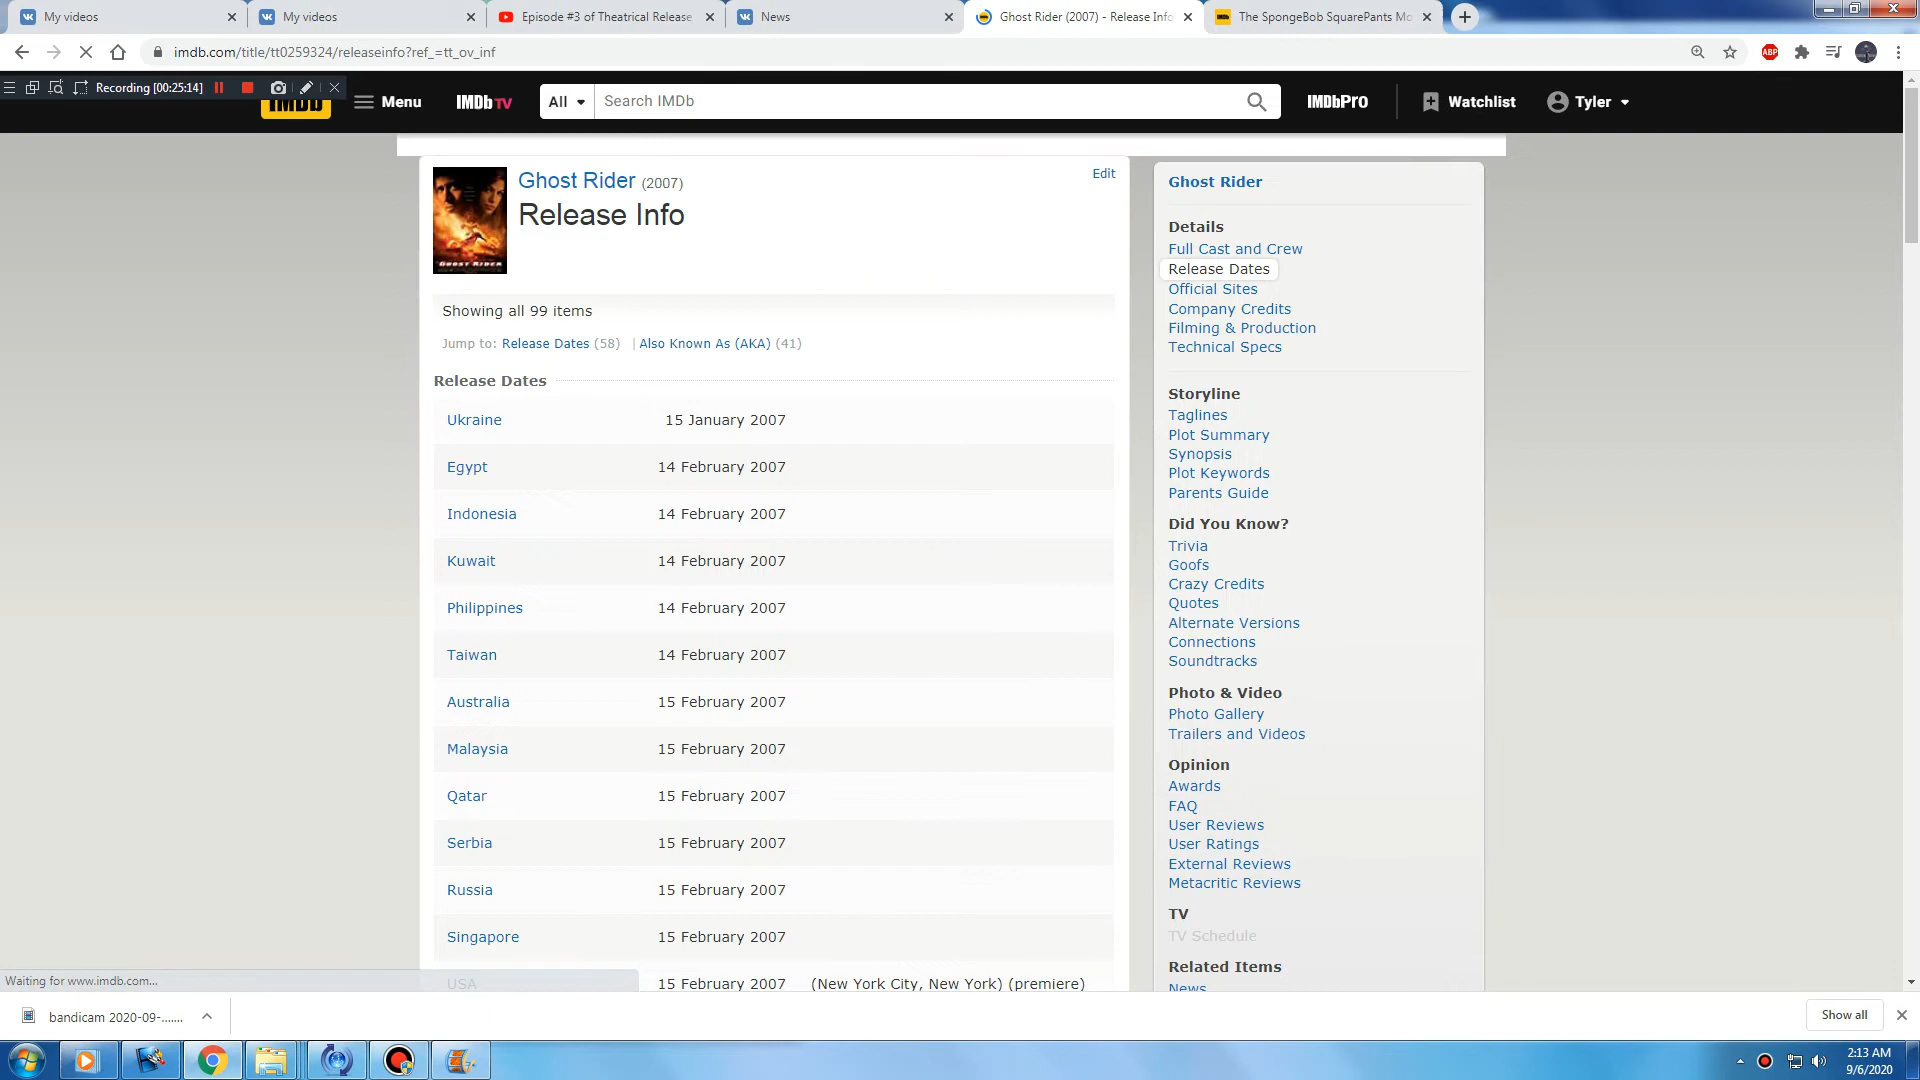 My videos
My videos
Episode #3 of Theatrical Release
News
Ghost Rider (2007) - Release Info
The SpongeBob SquarePants Mo
imdb.com/title/tt0259324/releaseinfo?ref_=tt_ov_inf
ABP
Recording [00:25:14]
IMDb
Menu
IMDb TV
All
Search IMDb
IMDbPro
Watchlist
Tyler
GHOST RIDER
Ghost Rider (2007)
Release Info
Edit
Showing all 99 items
Jump to: Release Dates (58) | Also Known As (AKA) (41)
Release Dates
Ukraine 15 January 2007
Egypt 14 February 2007
Indonesia 14 February 2007
Kuwait 14 February 2007
Philippines 14 February 2007
Taiwan 14 February 2007
Australia 15 February 2007
Malaysia 15 February 2007
Qatar 15 February 2007
Serbia 15 February 2007
Russia 15 February 2007
Singapore 15 February 2007
USA 15 February 2007 (New York City, New York) (premiere)
Ghost Rider
Details
Full Cast and Crew
Release Dates
Official Sites
Company Credits
Filming & Production
Technical Specs
Storyline
Taglines
Plot Summary
Synopsis
Plot Keywords
Parents Guide
Did You Know?
Trivia
Goofs
Crazy Credits
Quotes
Alternate Versions
Connections
Soundtracks
Photo & Video
Photo Gallery
Trailers and Videos
Opinion
Awards
FAQ
User Reviews
User Ratings
External Reviews
Metacritic Reviews
TV
TV Schedule
Related Items
News
Waiting for www.imdb.com...
bandicam 2020-09-......
Show all
2:13 AM
9/6/2020